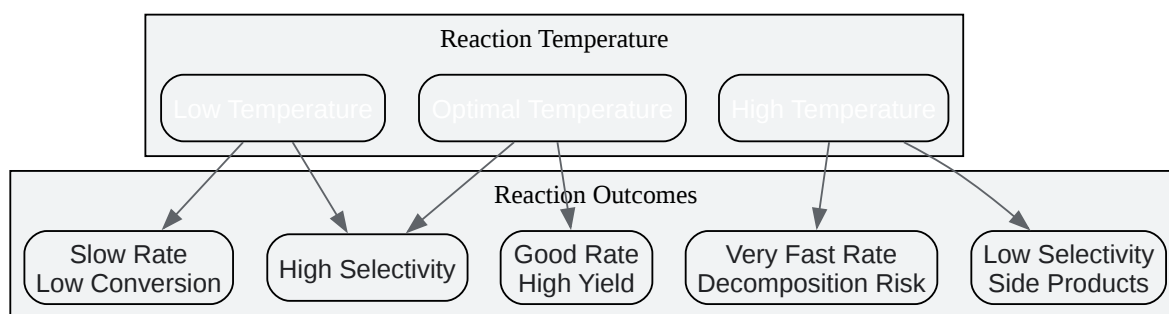 Reaction Temperature
Low Temperature
Optimal Temperature
High Temperature
Reaction Outcomes
Slow Rate
Low Conversion
High Selectivity
Good Rate
High Yield
Very Fast Rate
Decomposition Risk
Low Selectivity
Side Products